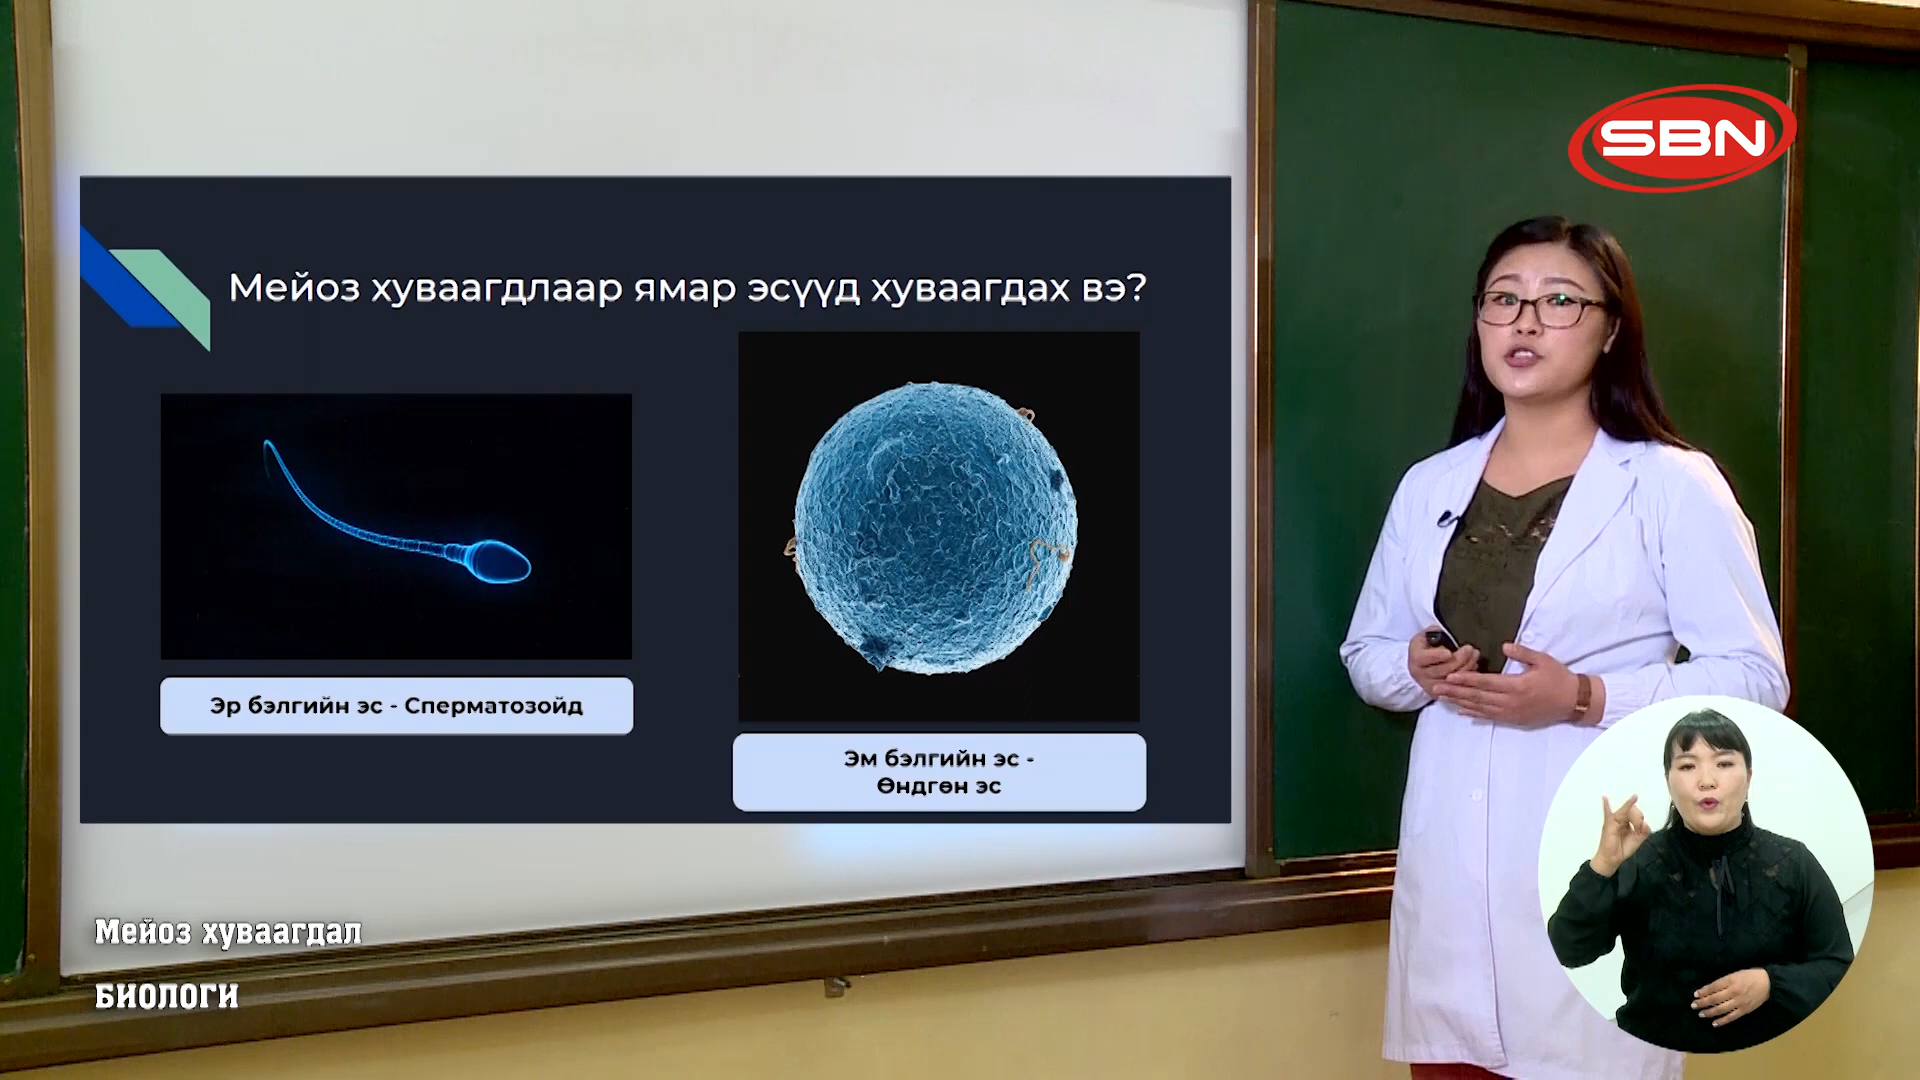 SBN
Мейоз хуваагдлаар ямар эсүүд хуваагдах вэ?
Эр бэлгийн эс - Сперматозойд
Эм бэлгийн эс -
Өндгөн эс
Мейоз хуваагдал
БИОЛОГИ